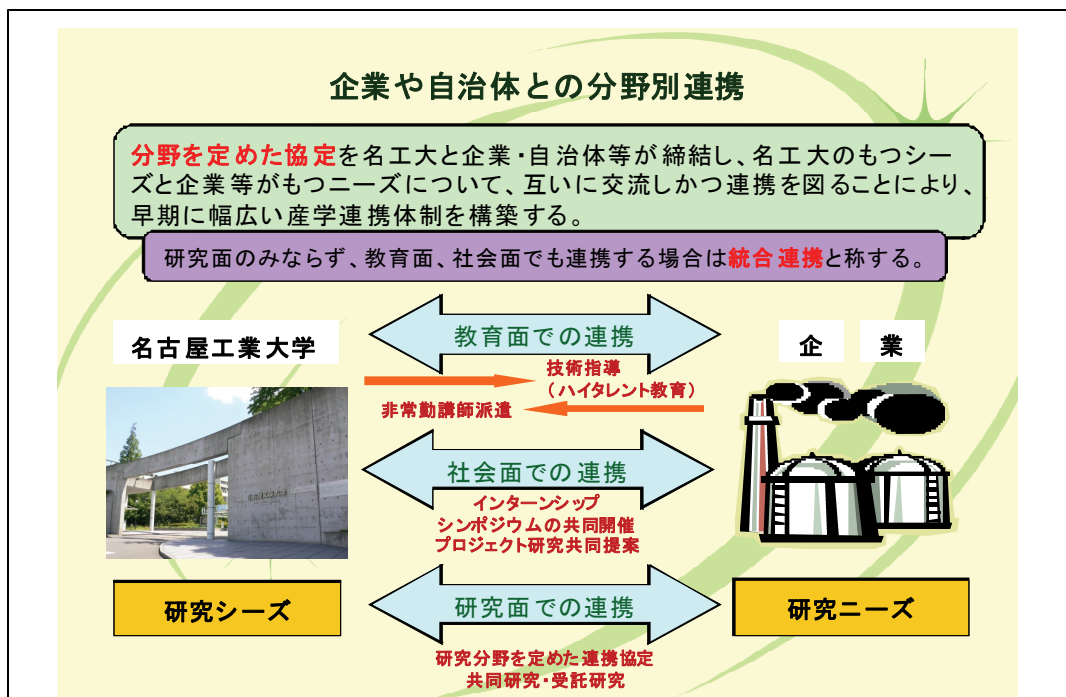 企業や自治体との分野別連携
分野を定めた協定を名工大と企業・自治体等が締結し、名工大のもつシー
ズと企業等がもつニーズについて、互いに交流しかつ連携を図ることにより、
早期に幅広い産学連携体制を構築する。
研究面のみならず、教育面、社会面でも連携する場合は統合連携と称する。
名古屋工業大学
教育面での連携
企 業
技術指導
（ハイタレント教育）
非常勤講師派遣
社会面での連携
インターンシップ
シンポジウムの共同開催
プロジェクト研究共同提案
名古屋工業大学
研究シーズ
研究面での連携
研究ニーズ
研究分野を定めた連携協定
共同研究・受託研究